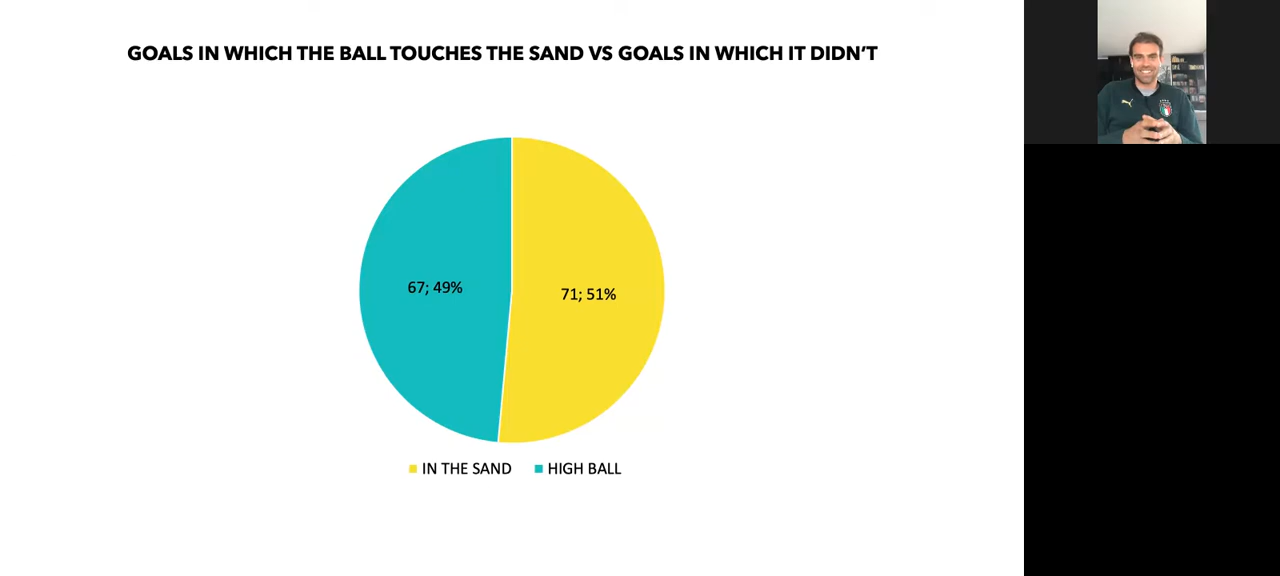 GOALS IN WHICH THE BALL TOUCHES THE SAND VS GOALS IN WHICH IT DIDN'T
67; 49%
71; 51%
IN THE SAND
HIGH BALL